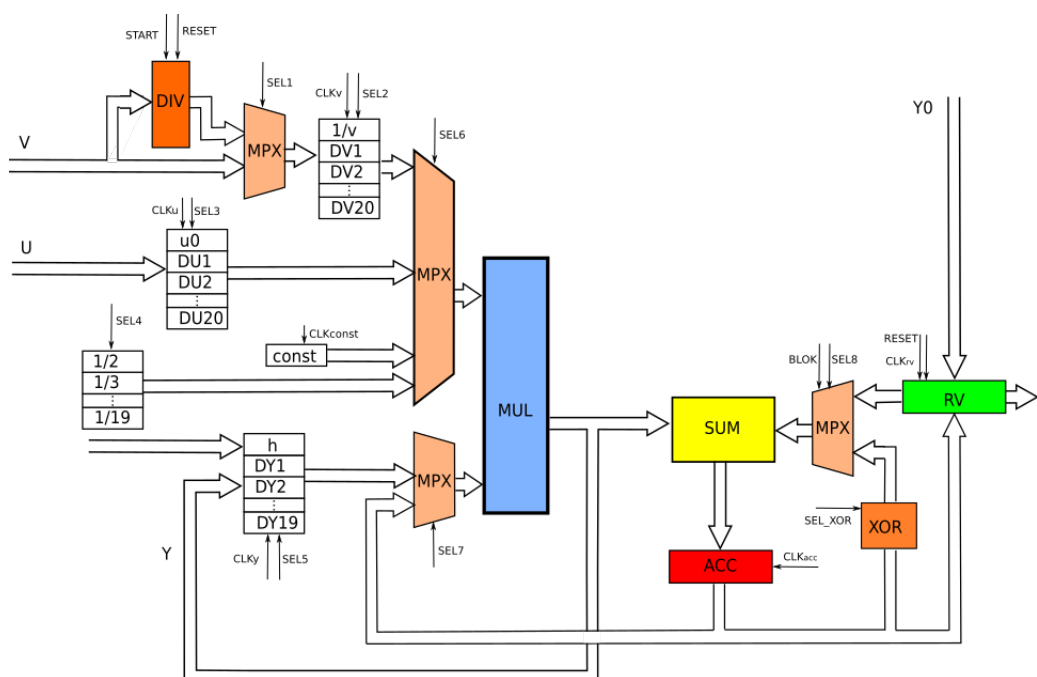 START
RESET
DIV
V
SEL1
MPX
CLKv
SEL2
1/v
DV1
DV2
DV20
SEL6
Y0
CLKu
SEL3
U
u0
DU1
DU2
DU20
MPX
SEL4
1/2
1/3
1/19
CLKconst
const
MUL
h
DY1
DY2
DY19
Y
CLKy
SEL5
MPX
SEL7
SUM
BLOK
SEL8
MPX
RESET
CLKrv
RV
SEL_XOR
XOR
ACC
CLKacc